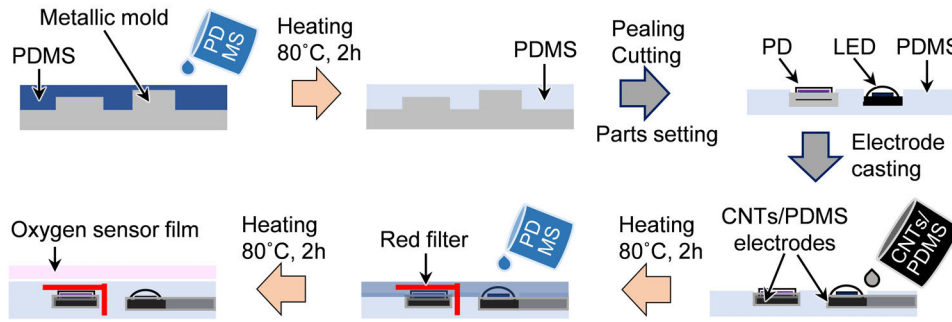 Metallic mold
PDMS
PD
MS
Heating
80˚C, 2h
PDMS
Pealing
Cutting
Parts setting
PD
LED
PDMS
Electrode
casting
CNTs/PDMS
electrodes
CNTs/
PDMS
Heating
80˚C, 2h
PD
MS
Red filter
Heating
80˚C, 2h
Oxygen sensor film